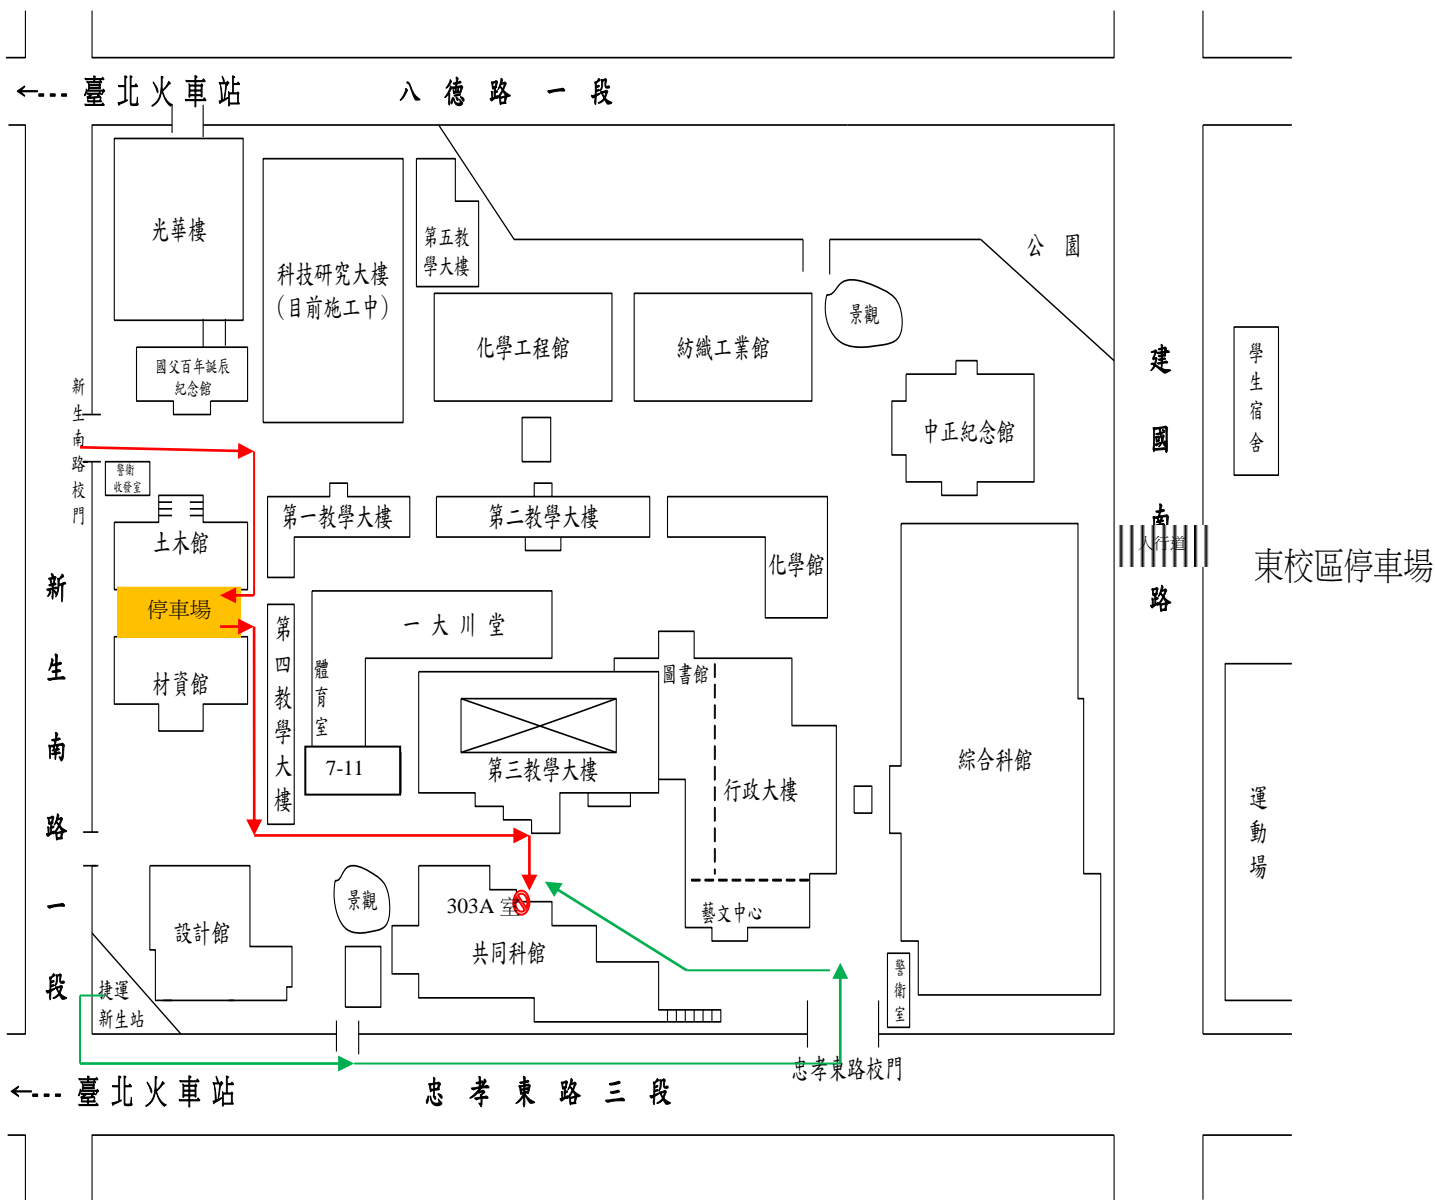 ←--- 臺北火車站
八德路一段
光華樓
科技研究大樓
(目前施工中)
第五教
學大樓
公園
景觀
化學工程館
紡織工業館
國父百年誕辰
紀念館
中正紀念館
建國南路
學生宿舍
新生南路校門
警衛
收發室
第一教學大樓
第二教學大樓
土木館
化學館
人行道
東校區停車場
停車場
新生南路一段
第四教學大樓
體育室
一大川堂
圖書館
材資館
7-11
第三教學大樓
行政大樓
綜合科館
運動場
景觀
303A 室
藝文中心
設計館
共同科館
警衛室
捷運
新生站
忠孝東路校門
←--- 臺北火車站
忠孝東路三段